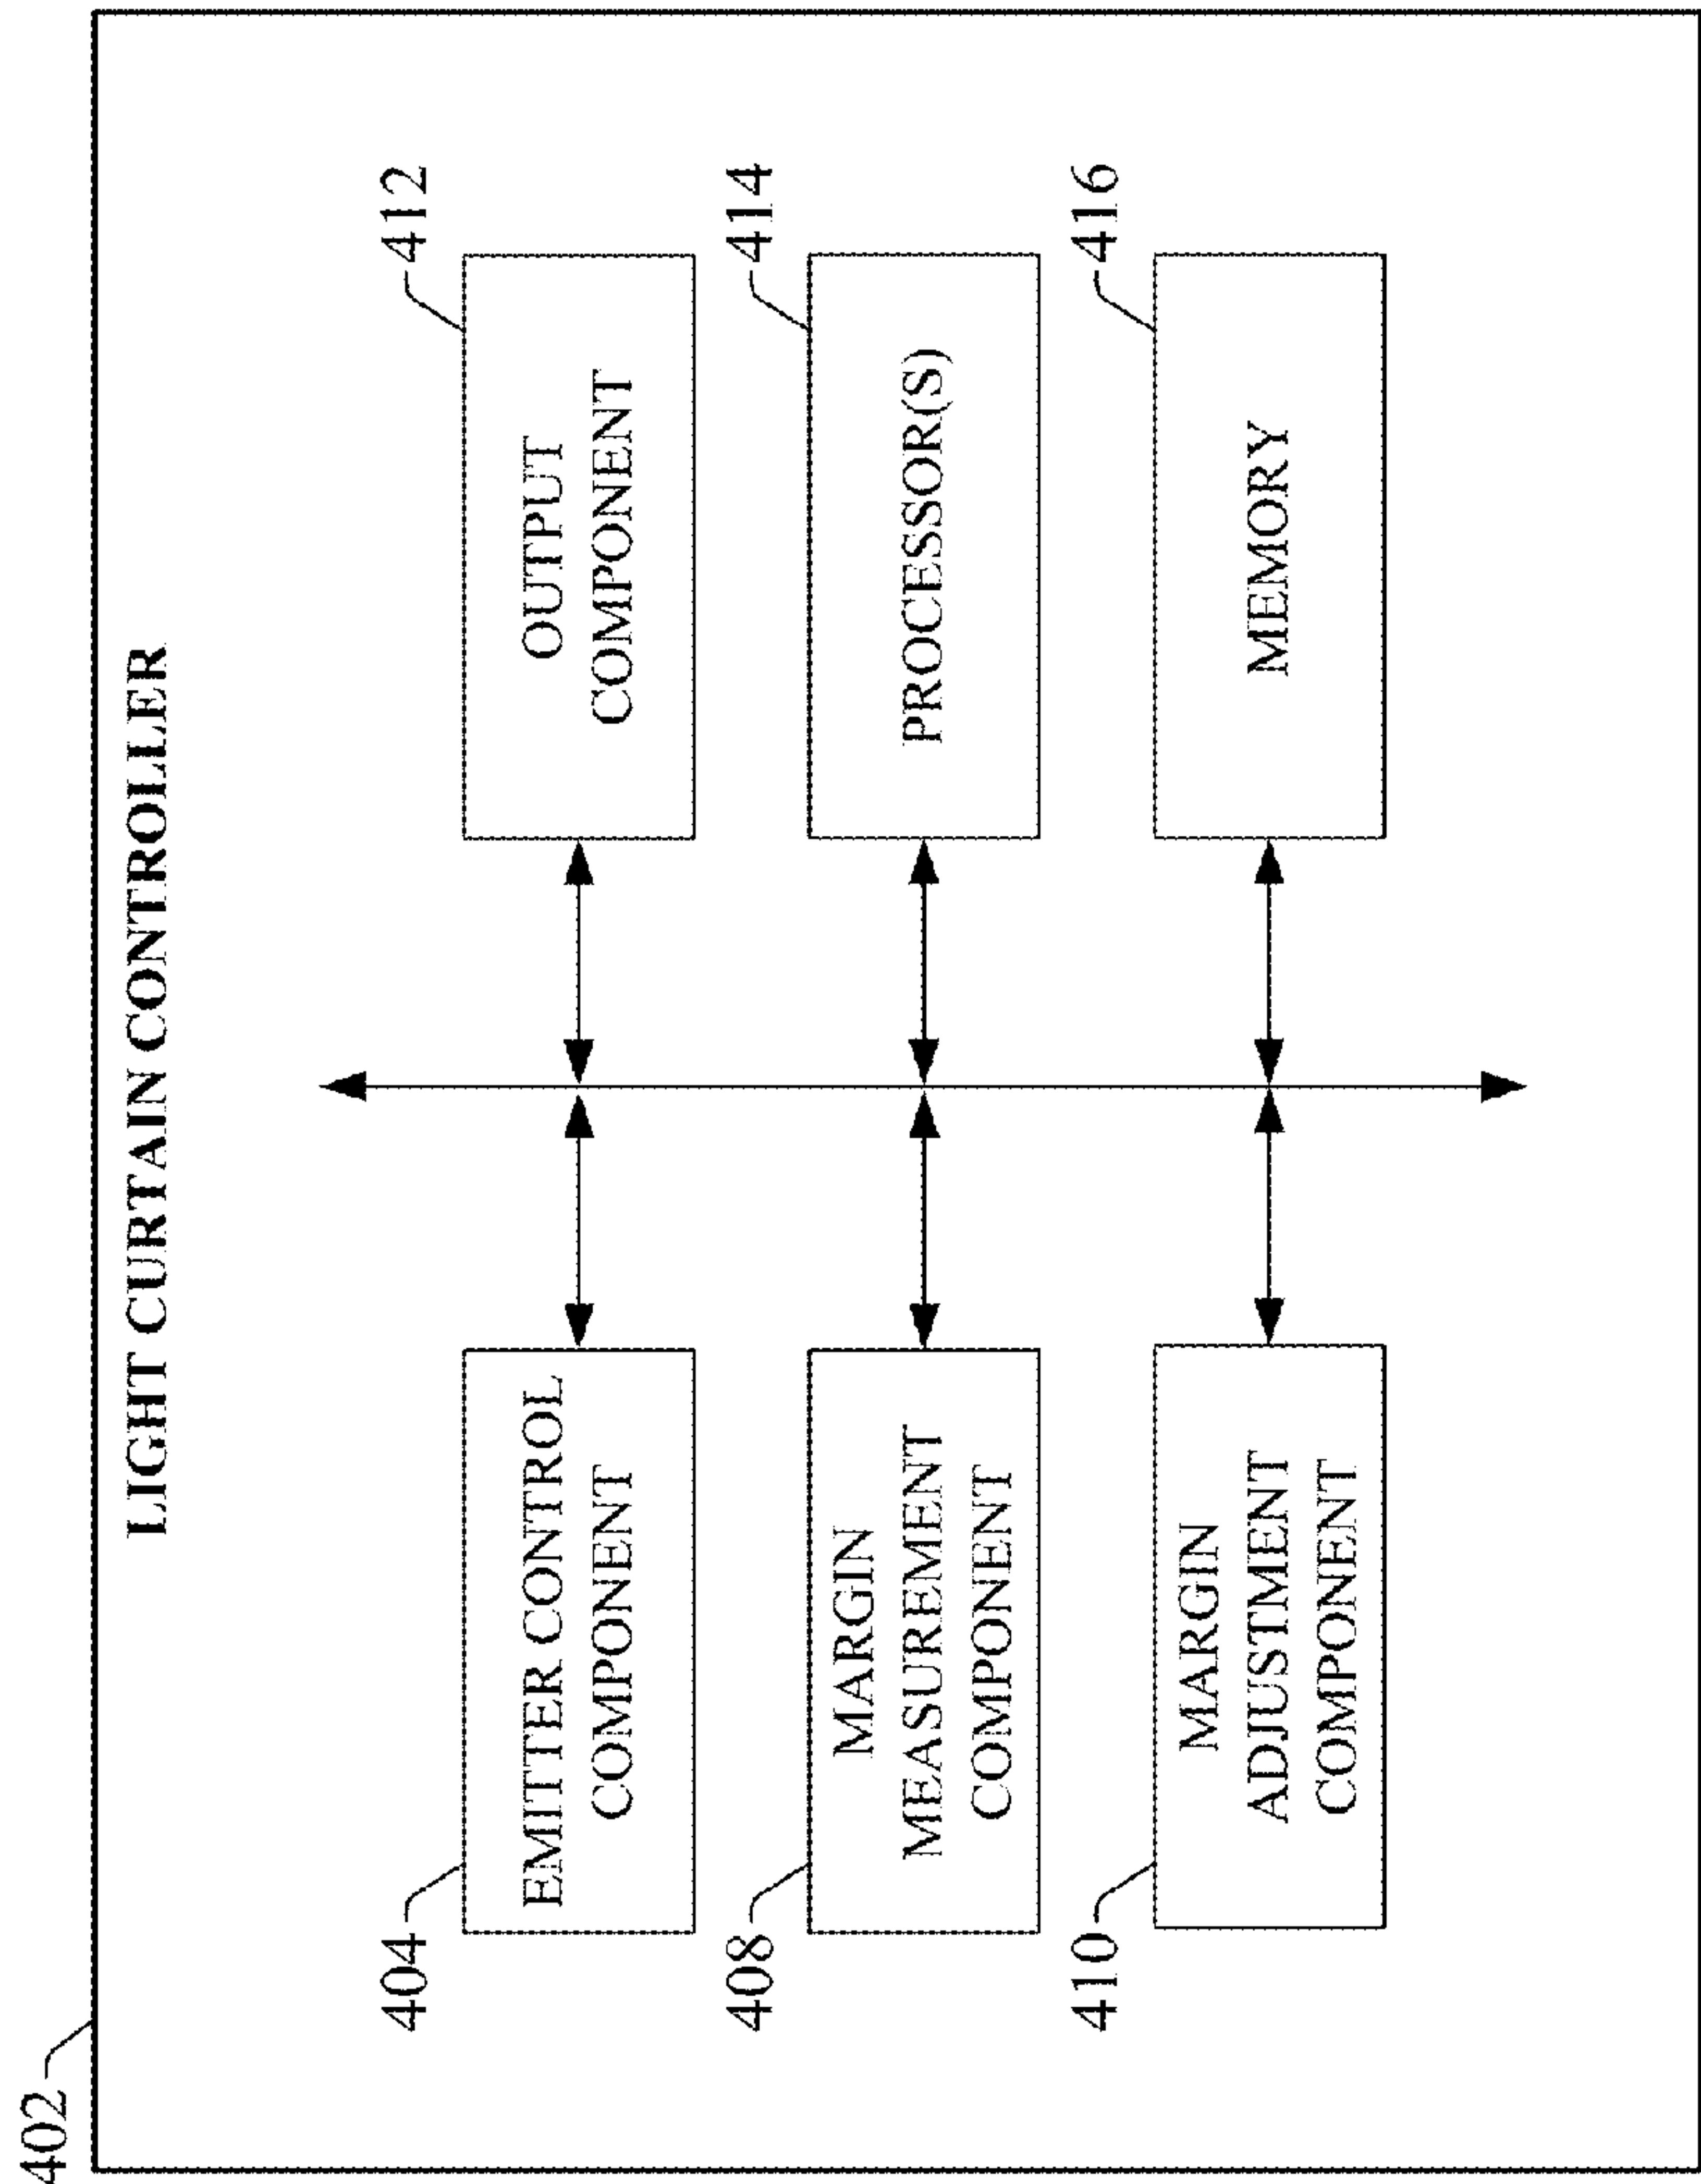 402
LIGHT CURTAIN CONTROLLER
404
EMITTER CONTROL
COMPONENT
408
MARGIN
MEASUREMENT
COMPONENT
410
MARGIN
ADJUSTMENT
COMPONENT
412
OUTPUT
COMPONENT
414
PROCESSOR(S)
416
MEMORY